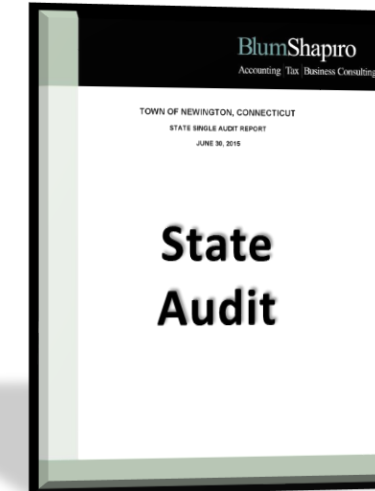 BlumShapiro
Accounting | Tax | Business Consulting
TOWN OF NEWINGTON, CONNECTICUT
STATE SINGLE AUDIT REPORT
JUNE 30, 2015
State
Audit